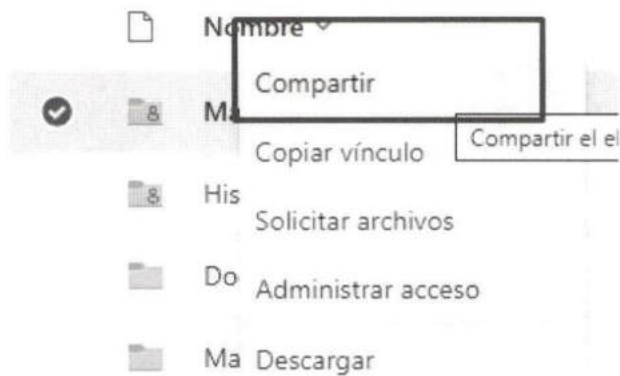 Nombre
Compartir
Ma
Compartir el el
Copiar vínculo
His
Solicitar archivos
Do
Administrar acceso
Ma
Descargar